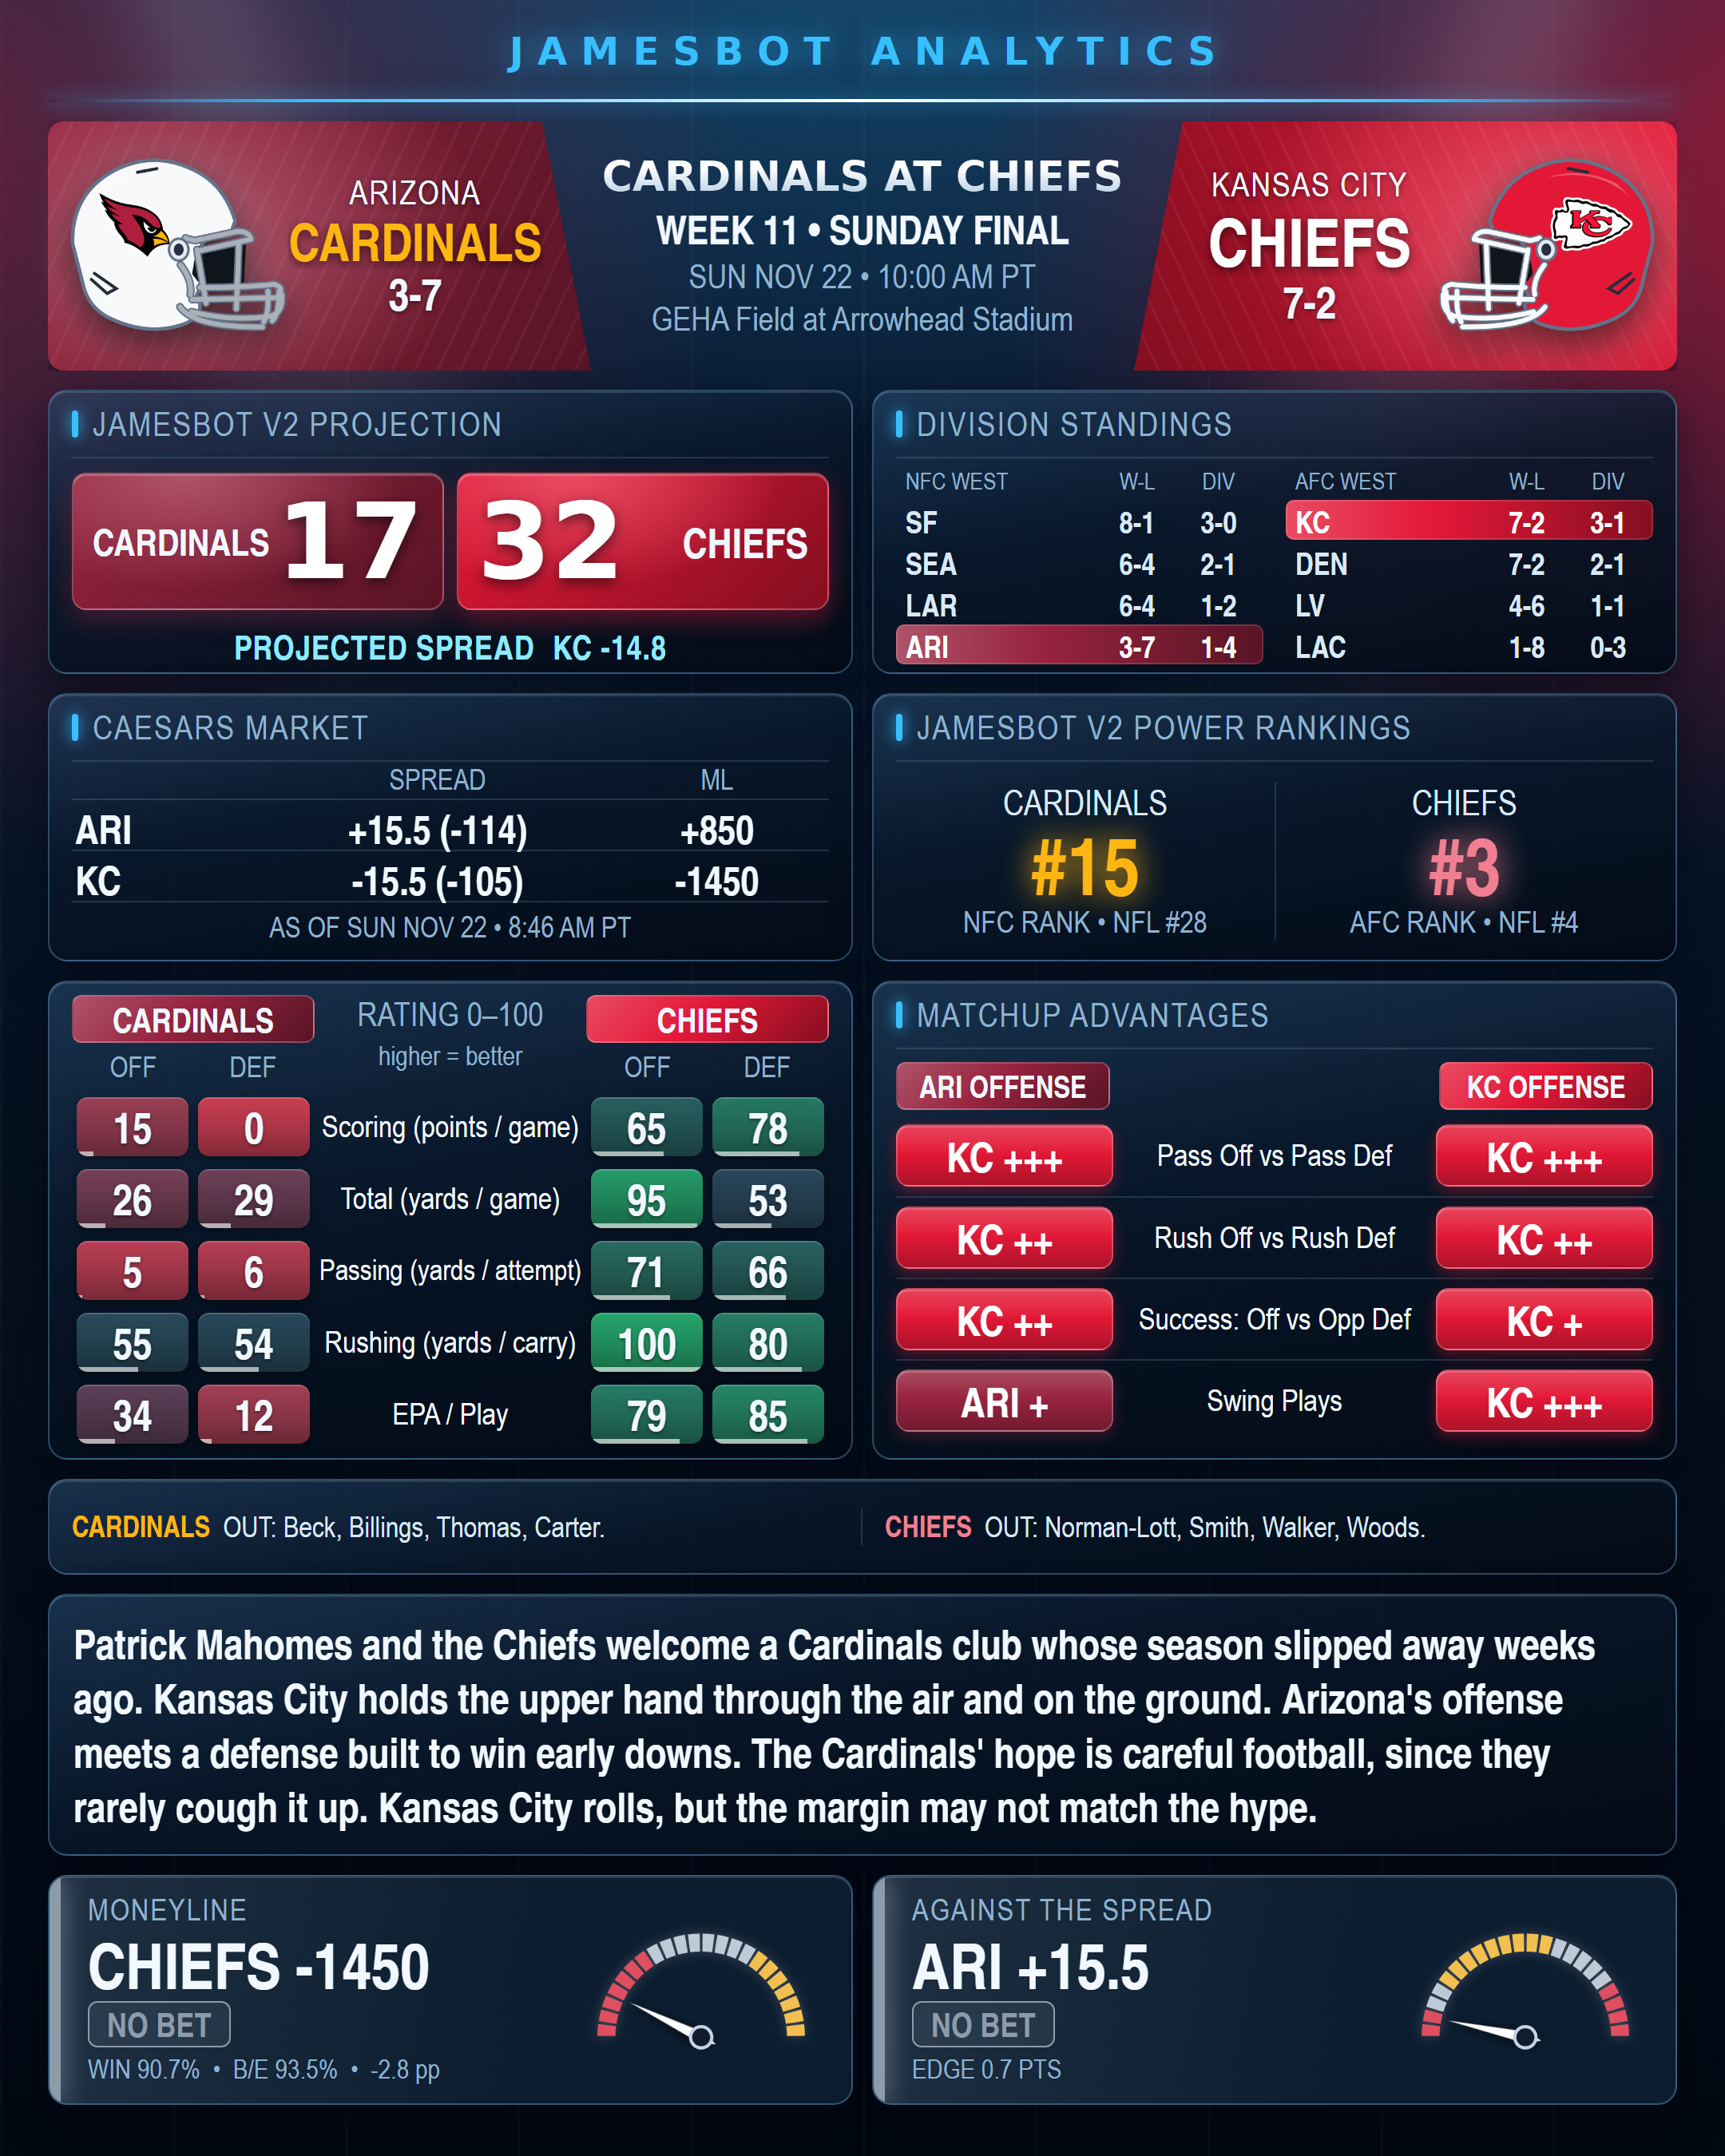 JAMESBOT ANALYTICS
ARIZONA
CARDINALS
3-7
CARDINALS AT CHIEFS
WEEK 11 • SUNDAY FINAL
SUN NOV 22 • 10:00 AM PT
GEHA Field at Arrowhead Stadium
KANSAS CITY
CHIEFS
7-2
KC
JAMESBOT V2 PROJECTION
CARDINALS 17
32 CHIEFS
PROJECTED SPREAD KC -14.8
DIVISION STANDINGS
NFC WEST W-L DIV
SF 8-1 3-0
SEA 6-4 2-1
LAR 6-4 1-2
ARI 3-7 1-4
AFC WEST W-L DIV
KC 7-2 3-1
DEN 7-2 2-1
LV 4-6 1-1
LAC 1-8 0-3
CAESARS MARKET
SPREAD ML
ARI +15.5 (-114) +850
KC -15.5 (-105) -1450
AS OF SUN NOV 22 • 8:46 AM PT
JAMESBOT V2 POWER RANKINGS
CARDINALS
#15
NFC RANK • NFL #28
CHIEFS
#3
AFC RANK • NFL #4
CARDINALS RATING 0–100 CHIEFS
OFF DEF higher = better OFF DEF
15 0 Scoring (points / game) 65 78
26 29 Total (yards / game) 95 53
5 6 Passing (yards / attempt) 71 66
55 54 Rushing (yards / carry) 100 80
34 12 EPA / Play 79 85
MATCHUP ADVANTAGES
ARI OFFENSE KC OFFENSE
KC +++ Pass Off vs Pass Def KC +++
KC ++ Rush Off vs Rush Def KC ++
KC ++ Success: Off vs Opp Def KC +
ARI + Swing Plays KC +++
CARDINALS OUT: Beck, Billings, Thomas, Carter.
CHIEFS OUT: Norman-Lott, Smith, Walker, Woods.
Patrick Mahomes and the Chiefs welcome a Cardinals club whose season slipped away weeks
ago. Kansas City holds the upper hand through the air and on the ground. Arizona's offense
meets a defense built to win early downs. The Cardinals' hope is careful football, since they
rarely cough it up. Kansas City rolls, but the margin may not match the hype.
MONEYLINE
CHIEFS -1450
NO BET
WIN 90.7% • B/E 93.5% • -2.8 pp
AGAINST THE SPREAD
ARI +15.5
NO BET
EDGE 0.7 PTS